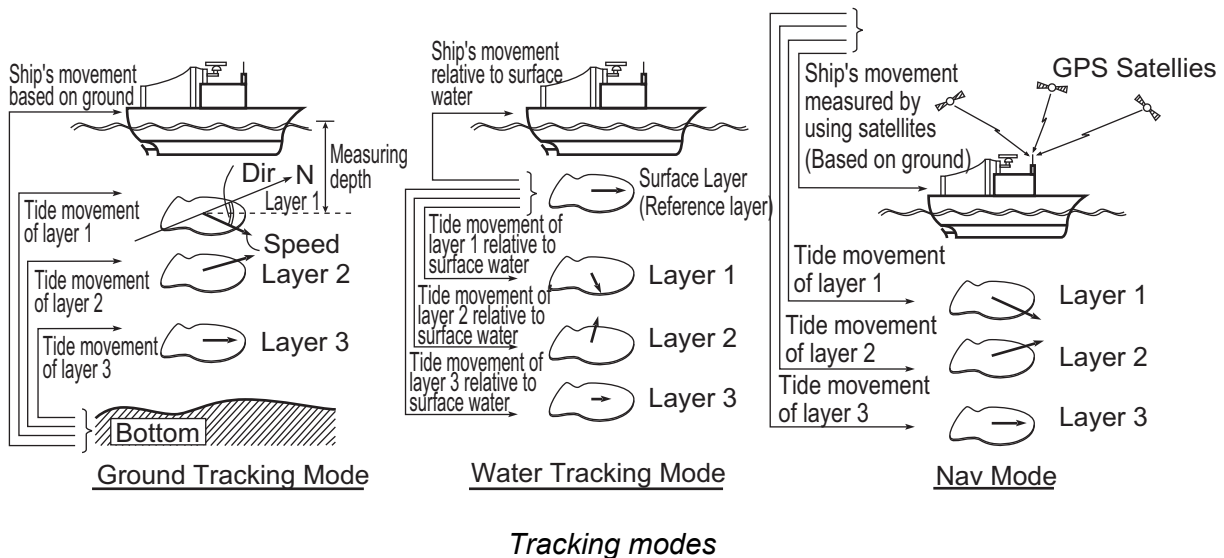 Ship's movement
based on ground
Measuring
depth
Dir
N
Layer 1
Tide movement
of layer 1
Speed
Tide movement
of layer 2
Layer 2
Tide movement
of layer 3
Layer 3
Bottom
Ground Tracking Mode
Ship's movement
relative to surface
water
Surface Layer
(Reference layer)
Tide movement of
layer 1 relative to
surface water
Layer 1
Tide movement of
layer 2 relative to
surface water
Layer 2
Tide movement of
layer 3 relative to
surface water
Layer 3
Water Tracking Mode
Ship's movement
measured by
using satellites
(Based on ground)
GPS Satellies
Tide movement
of layer 1
Layer 1
Tide movement
of layer 2
Layer 2
Tide movement
of layer 3
Layer 3
Nav Mode
Tracking modes